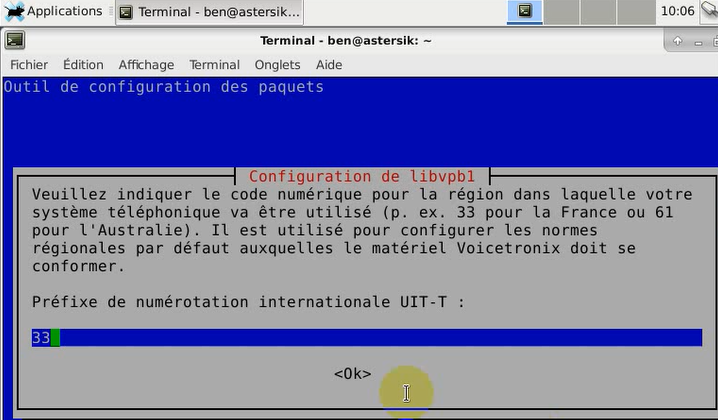 Applications
Terminal - ben@astersik...
10:06
Terminal - ben@astersik: ~
Fichier Édition Affichage Terminal Onglets Aide
Outil de configuration des paquets
Configuration de libvpb1
Veuillez indiquer le code numérique pour la région dans laquelle votre
système téléphonique va être utilisé (p. ex. 33 pour la France ou 61
pour l'Australie). Il est utilisé pour configurer les normes
régionales par défaut auxquelles le matériel Voicetronix doit se
conformer.
Préfixe de numérotation internationale UIT-T :
33
<Ok>